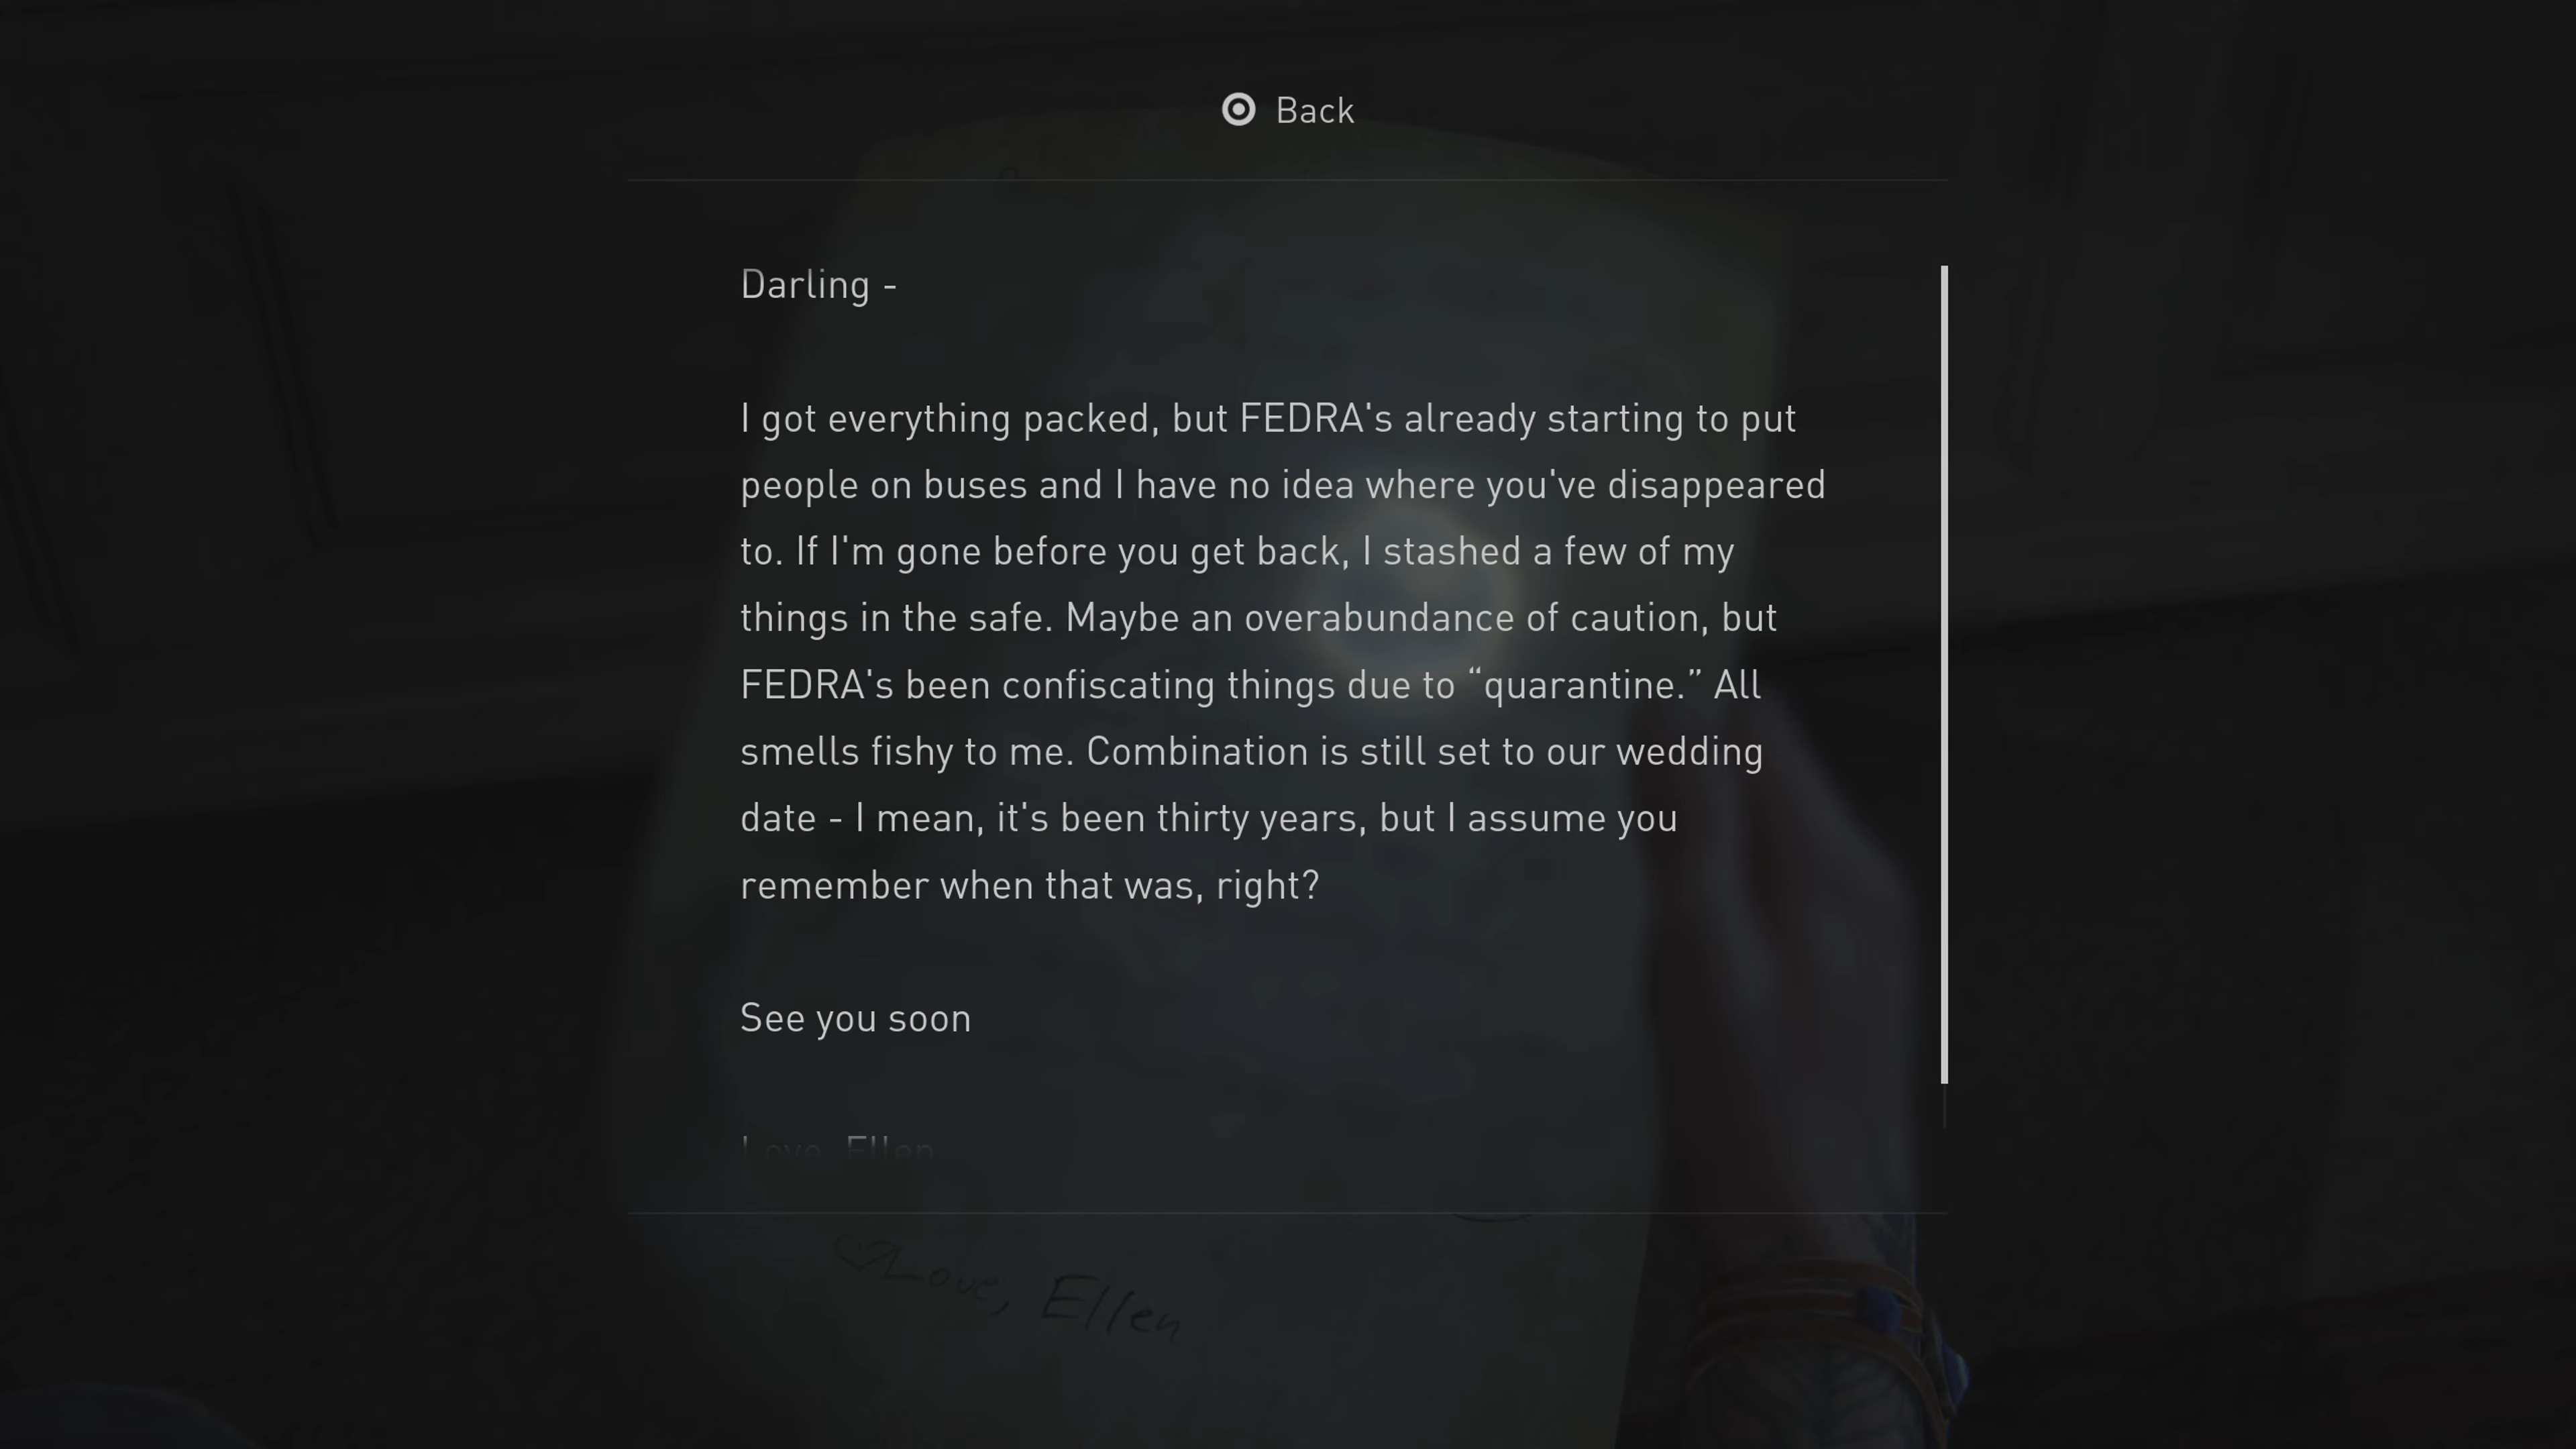 Back
Darling -
I got everything packed, but FEDRA's already starting to put
people on buses and I have no idea where you've disappeared
to. If I'm gone before you get back, I stashed a few of my
things in the safe. Maybe an overabundance of caution, but
FEDRA's been confiscating things due to “quarantine.” All
smells fishy to me. Combination is still set to our wedding
date - I mean, it's been thirty years, but I assume you
remember when that was, right?
See you soon
Love, Ellen
Love, Ellen